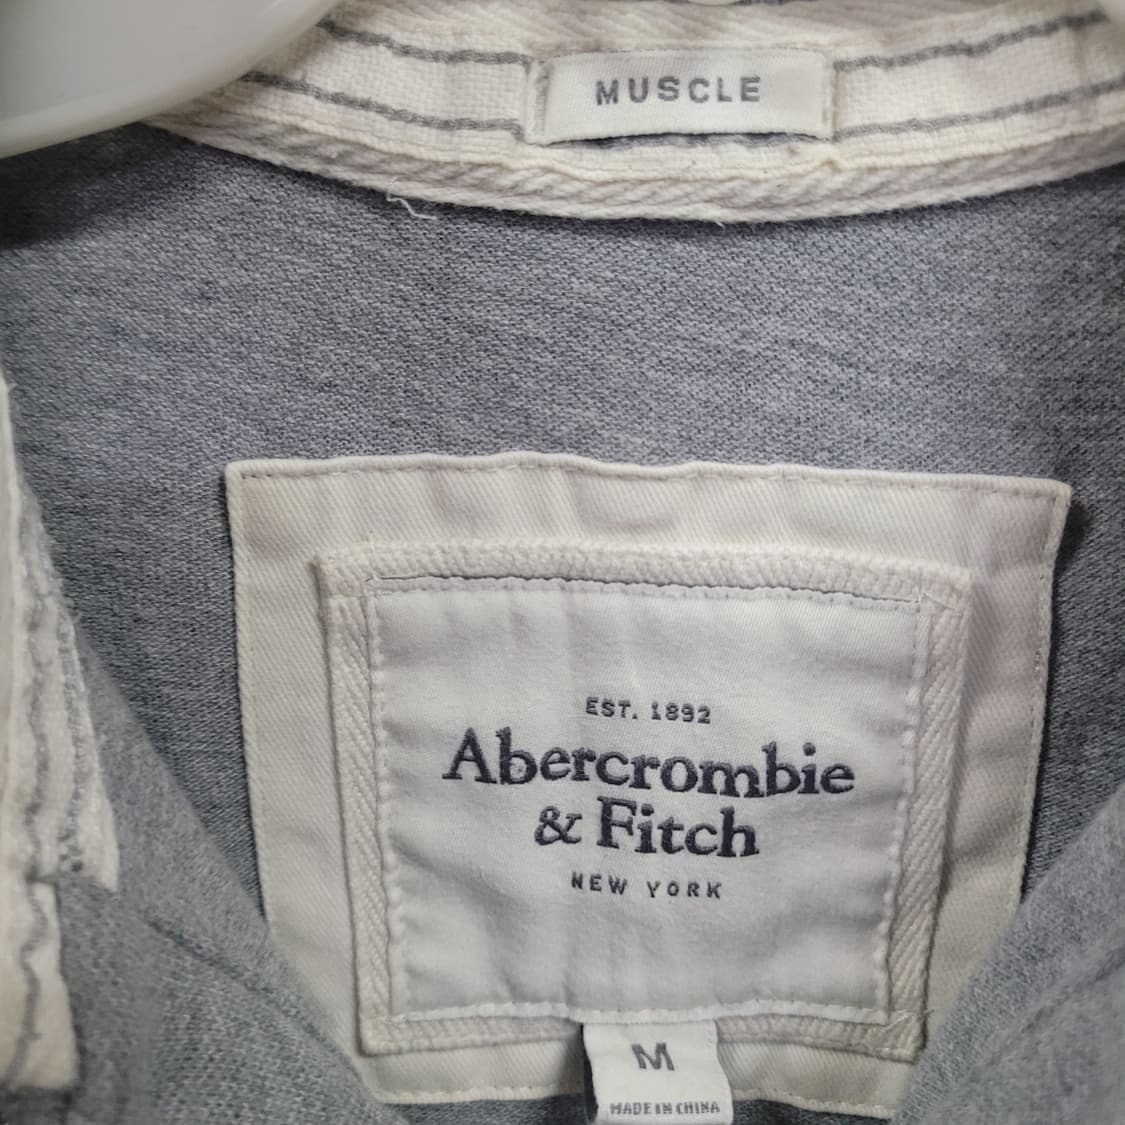 MUSCLE
EST. 1892
Abercrombie
& Fitch
NEW YORK
M
MADE IN CHINA